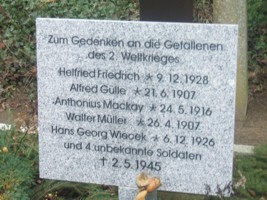 Zum Gedenken an die Gefallenen
des 2. Weltkrieges
Helfried Friedrich * 9.12.1928
Alfred Gülle * 21.6.1907
Anthonius Mackay * 24.5.1916
Walter Müller * 26.4.1907
Hans Georg Wiecek * 6.12.1926
und 4 unbekannte Soldaten
† 2.5.1945